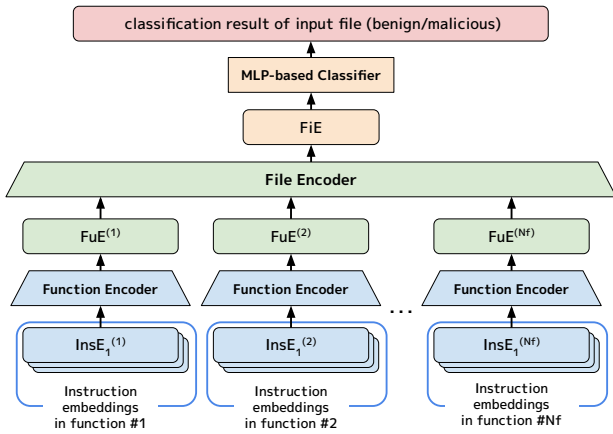 classification result of input file (benign/malicious)
MLP-based Classifier
FiE
File Encoder
FuE(1) FuE(2) FuE(Nf)
Function Encoder Function Encoder Function Encoder
...
InsE1(1) InsE1(2) InsE1(Nf)
Instruction embeddings in function #1
Instruction embeddings in function #2
Instruction embeddings in function #Nf